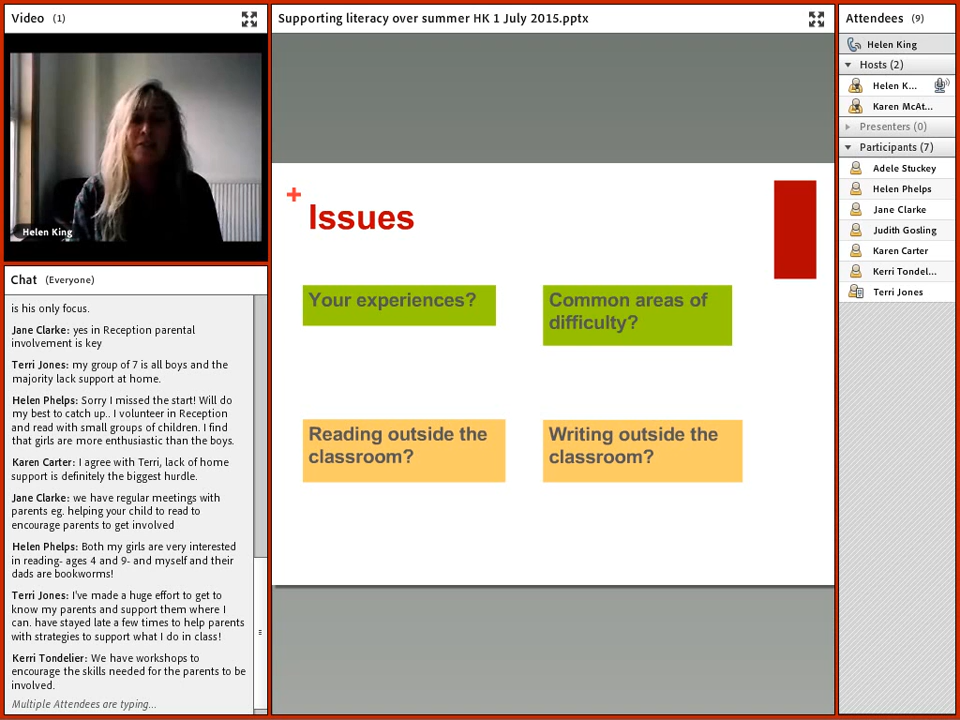 Video (1)
Helen King
Chat (Everyone)
is his only focus.
Jane Clarke: yes in Reception parental
involvement is key
Terri Jones: my group of 7 is all boys and the
majority lack support at home.
Helen Phelps: Sorry I missed the start! Will do
my best to catch up.. I volunteer in Reception
and read with small groups of children. I find
that girls are more enthusiastic than the boys.
Karen Carter: I agree with Terri, lack of home
support is definitely the biggest hurdle.
Jane Clarke: we have regular meetings with
parents eg. helping your child to read to
encourage parents to get involved
Helen Phelps: Both my girls are very interested
in reading- ages 4 and 9- and myself and their
dads are bookworms!
Terri Jones: I've made a huge effort to get to
know my parents and support them where I
can. have stayed late a few times to help parents
with strategies to support what I do in class!
Kerri Tondelier: We have workshops to
encourage the skills needed for the parents to be
involved.
Multiple Attendees are typing...
Supporting literacy over summer HK 1 July 2015.pptx
+
Issues
Your experiences?
Common areas of
difficulty?
Reading outside the
classroom?
Writing outside the
classroom?
Attendees (9)
Helen King
Hosts (2)
Helen K...
Karen McAt...
Presenters (0)
Participants (7)
Adele Stuckey
Helen Phelps
Jane Clarke
Judith Gosling
Karen Carter
Kerri Tondel...
Terri Jones